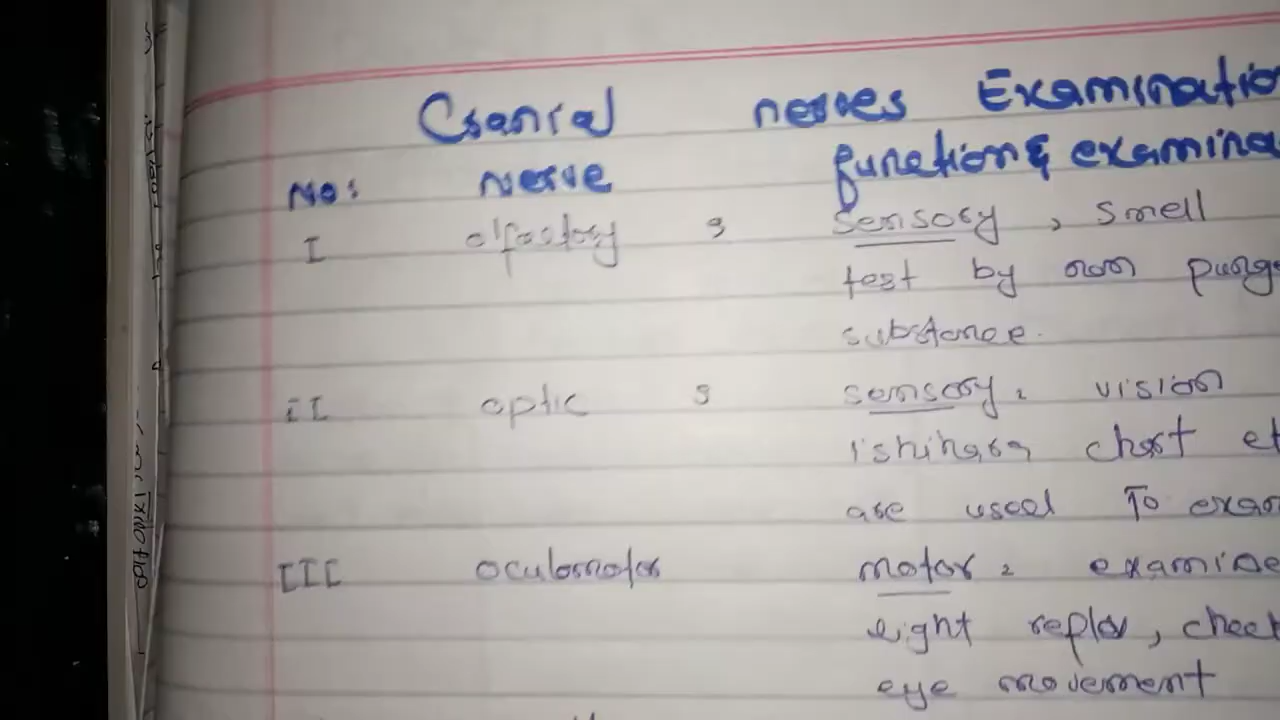 Cranial nerves Examinatio
No: nerve function & examina
I olfactory , sensory, smell
test by non pung
substance.
II optic , sensory, vision
ishihara chart et
are used To exam
III oculomotor motor, examine
light reflex, check
eye movement